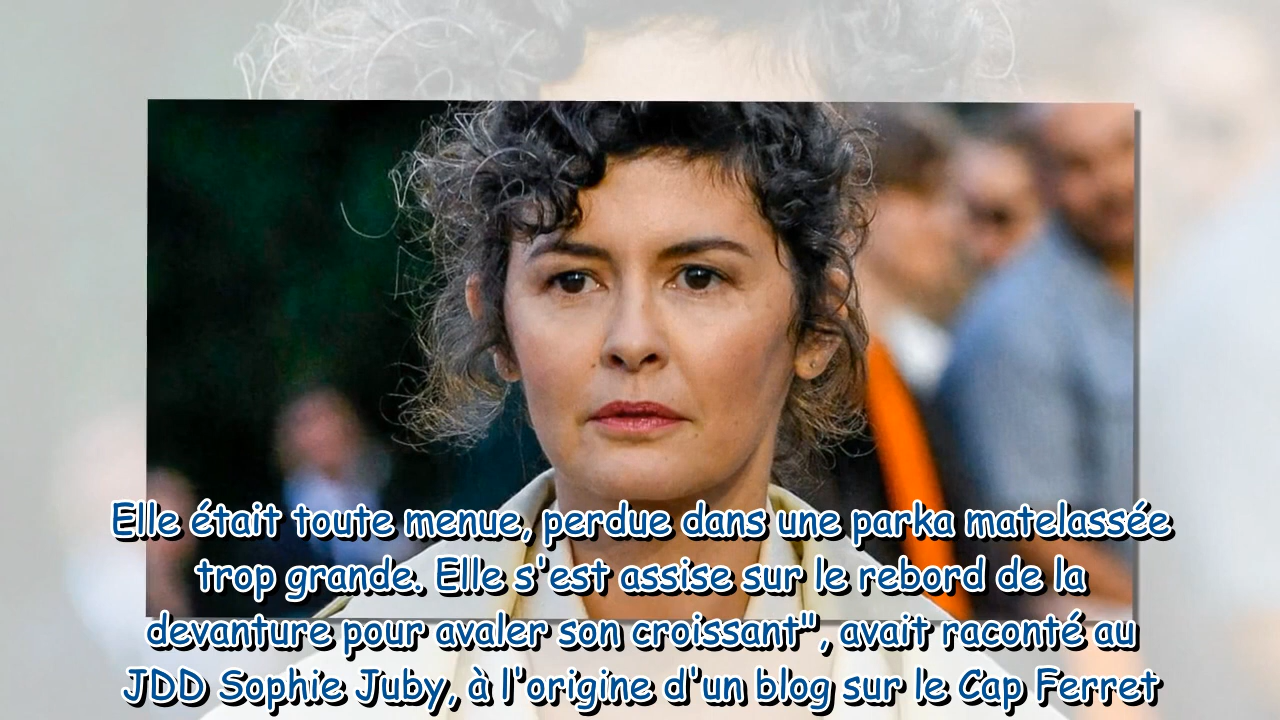 Elle était toute menue, perdue dans une parka matelassée
trop grande. Elle s'est assise sur le rebord de la
devanture pour avaler son croissant", avait raconté au
JDD Sophie Juby, à l'origine d'un blog sur le Cap Ferret